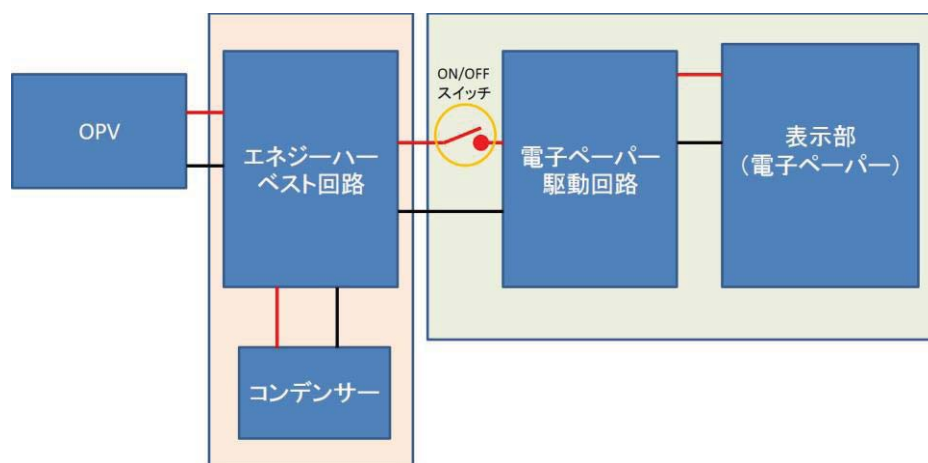 OPV
エネジーハー
ベスト回路
コンデンサー
ON/OFF
スイッチ
電子ペーパー
駆動回路
表示部
(電子ペーパー)